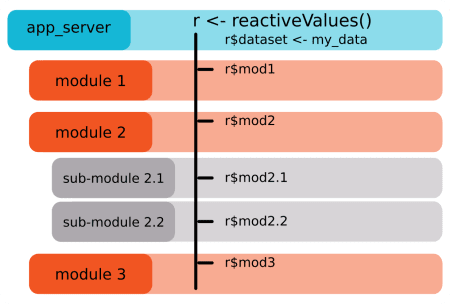 app_server
r <- reactiveValues()
r$dataset <- my_data
module 1
r$mod1
module 2
r$mod2
sub-module 2.1
r$mod2.1
sub-module 2.2
r$mod2.2
module 3
r$mod3